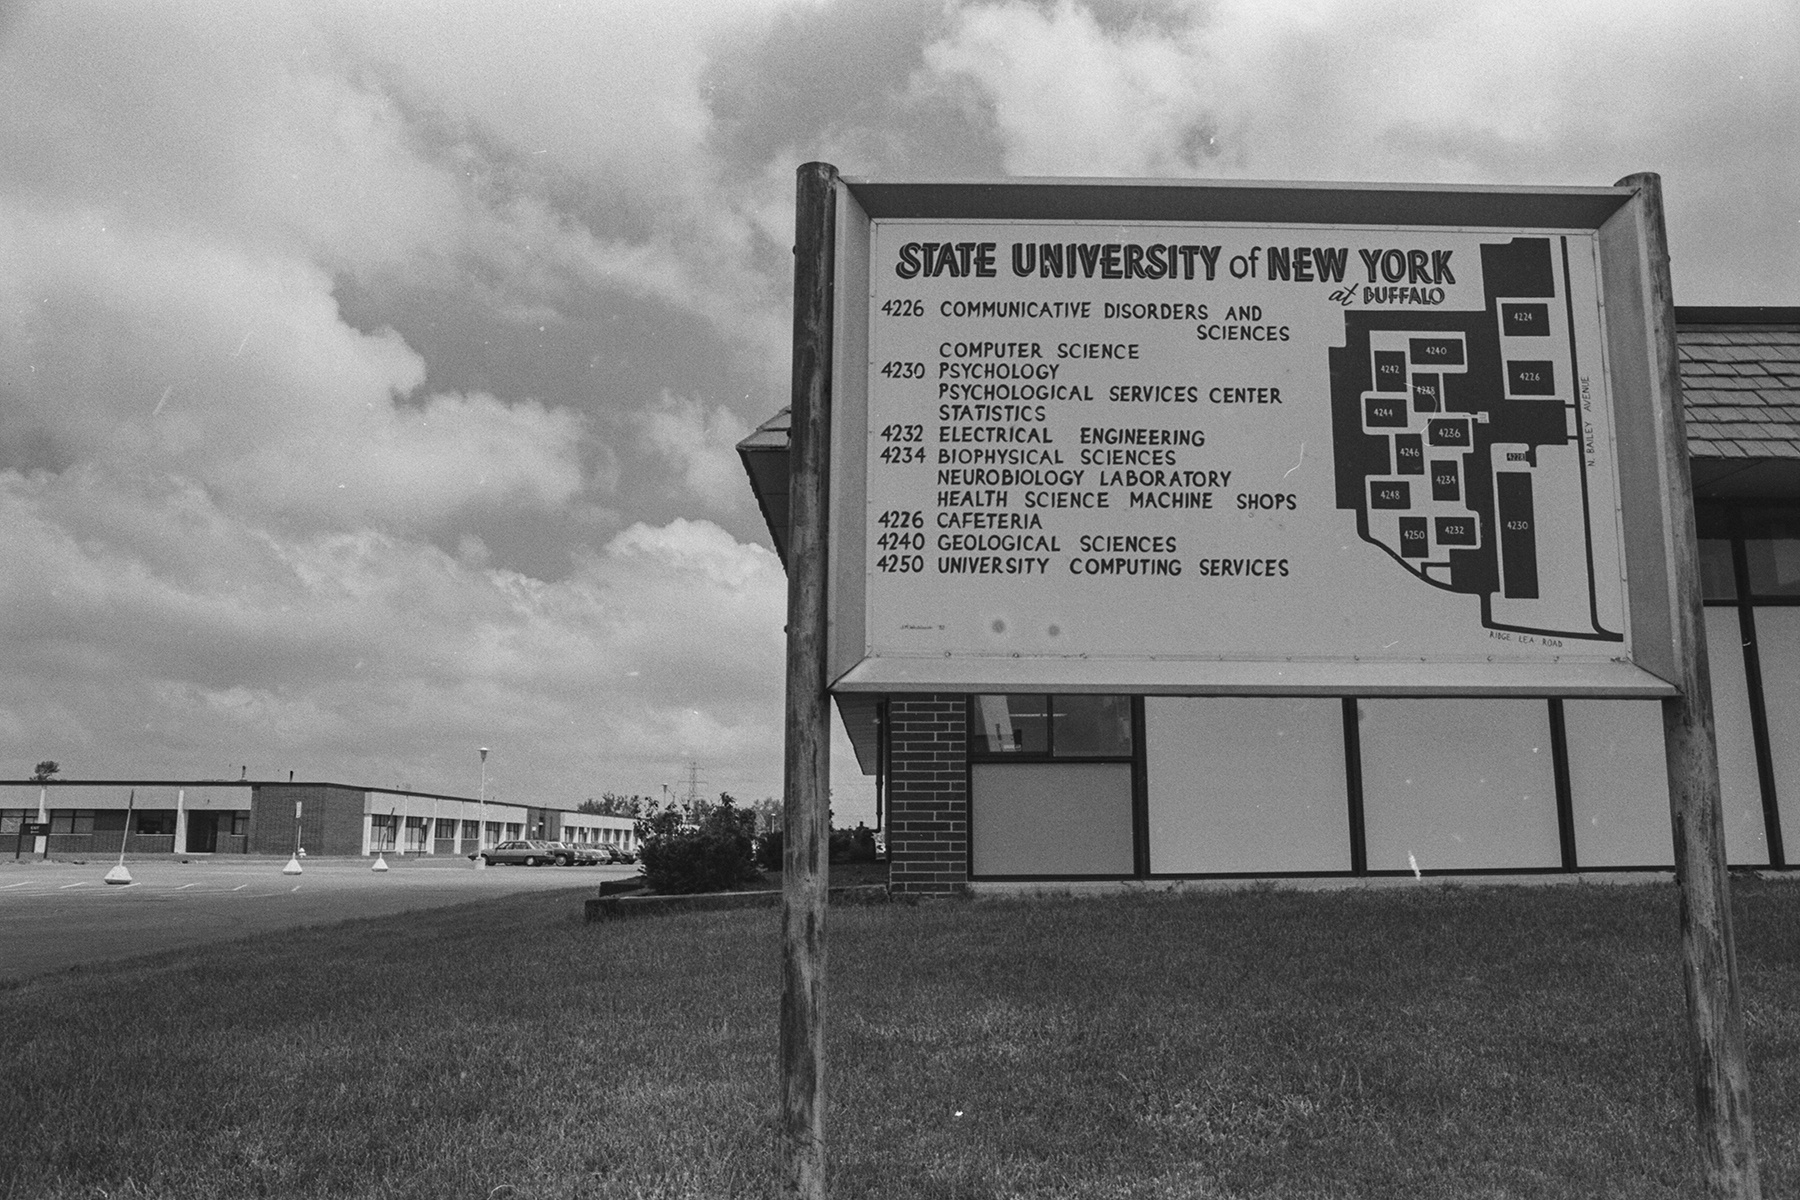 STATE UNIVERSITY of NEW YORK
at BUFFALO
4226 COMMUNICATIVE DISORDERS AND
SCIENCES
COMPUTER SCIENCE
4230 PSYCHOLOGY
PSYCHOLOGICAL SERVICES CENTER
STATISTICS
4232 ELECTRICAL ENGINEERING
4234 BIOPHYSICAL SCIENCES
NEUROBIOLOGY LABORATORY
HEALTH SCIENCE MACHINE SHOPS
4226 CAFETERIA
4240 GEOLOGICAL SCIENCES
4250 UNIVERSITY COMPUTING SERVICES
4224
4240
4242
4226
4238
4244
4236
4246
4228
4234
4248
4230
4250
4232
N. BAILEY AVENUE
RIDGE LEA ROAD